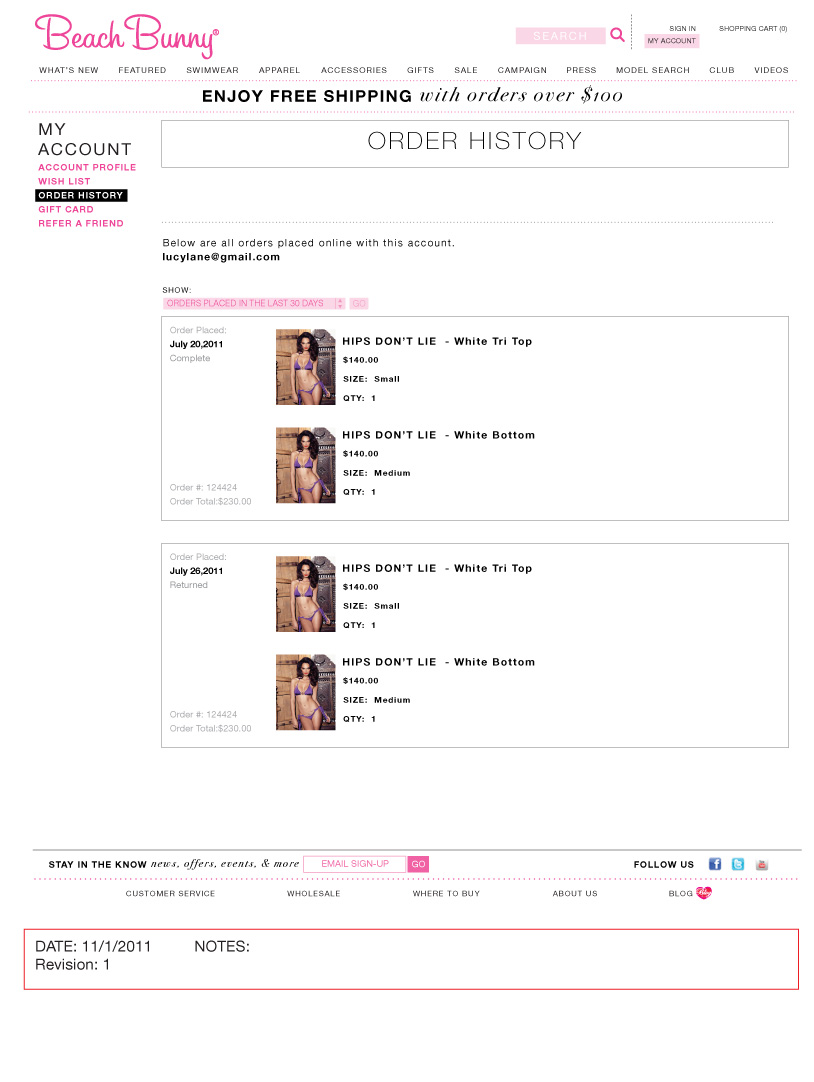 Beach Bunny®
SEARCH
SIGN IN
SHOPPING CART (0)
MY ACCOUNT
WHAT'S NEW FEATURED SWIMWEAR APPAREL ACCESSORIES GIFTS SALE CAMPAIGN PRESS MODEL SEARCH CLUB VIDEOS
ENJOY FREE SHIPPING with orders over $100
MY
ACCOUNT
ACCOUNT PROFILE
WISH LIST
ORDER HISTORY
GIFT CARD
REFER A FRIEND
ORDER HISTORY
Below are all orders placed online with this account.
lucylane@gmail.com
SHOW:
ORDERS PLACED IN THE LAST 30 DAYS GO
Order Placed:
July 20,2011
Complete
Order #: 124424
Order Total:$230.00
HIPS DON'T LIE - White Tri Top
$140.00
SIZE: Small
QTY: 1
HIPS DON'T LIE - White Bottom
$140.00
SIZE: Medium
QTY: 1
Order Placed:
July 26,2011
Returned
Order #: 124424
Order Total:$230.00
HIPS DON'T LIE - White Tri Top
$140.00
SIZE: Small
QTY: 1
HIPS DON'T LIE - White Bottom
$140.00
SIZE: Medium
QTY: 1
STAY IN THE KNOW news, offers, events, & more EMAIL SIGN-UP GO
FOLLOW US
CUSTOMER SERVICE WHOLESALE WHERE TO BUY ABOUT US BLOG
DATE: 11/1/2011 NOTES:
Revision: 1